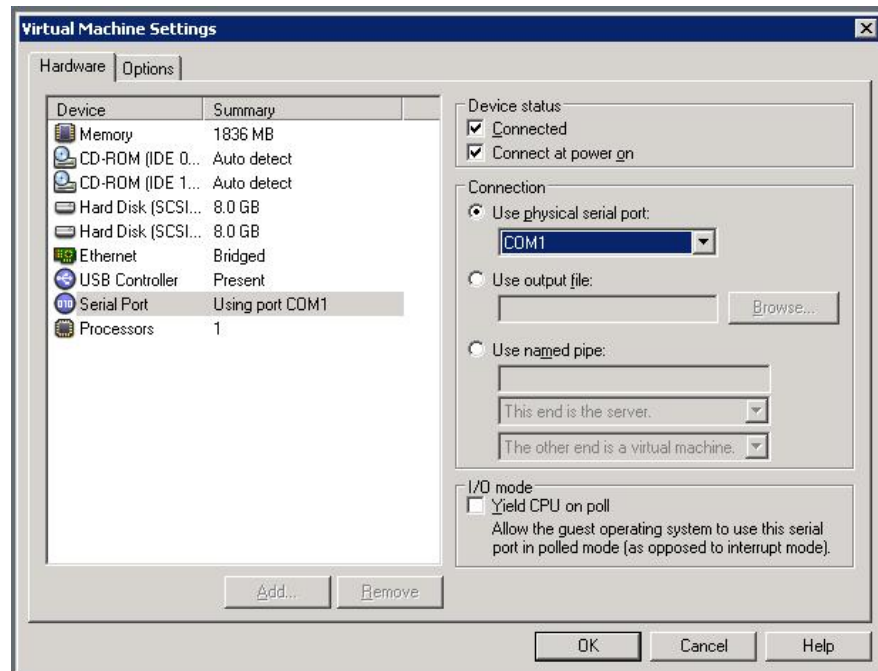 Virtual Machine Settings
Hardware
Options
Device Summary
Memory 1836 MB
CD-ROM (IDE 0... Auto detect
CD-ROM (IDE 1... Auto detect
Hard Disk (SCSI... 8.0 GB
Hard Disk (SCSI... 8.0 GB
Ethernet Bridged
USB Controller Present
Serial Port Using port COM1
Processors 1
Add...
Remove
Device status
Connected
Connect at power on
Connection
Use physical serial port:
COM1
Use output file:
Browse...
Use named pipe:
This end is the server.
The other end is a virtual machine.
I/O mode
Yield CPU on poll
Allow the guest operating system to use this serial
port in polled mode (as opposed to interrupt mode).
OK
Cancel
Help